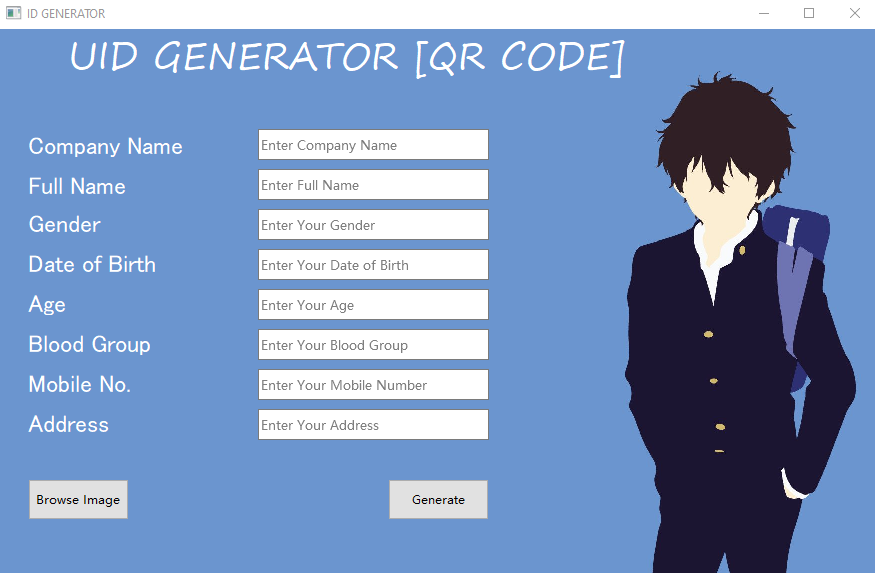 ID GENERATOR
UID GENERATOR [QR CODE]
Company Name Enter Company Name
Full Name Enter Full Name
Gender Enter Your Gender
Date of Birth Enter Your Date of Birth
Age Enter Your Age
Blood Group Enter Your Blood Group
Mobile No. Enter Your Mobile Number
Address Enter Your Address
Browse Image Generate